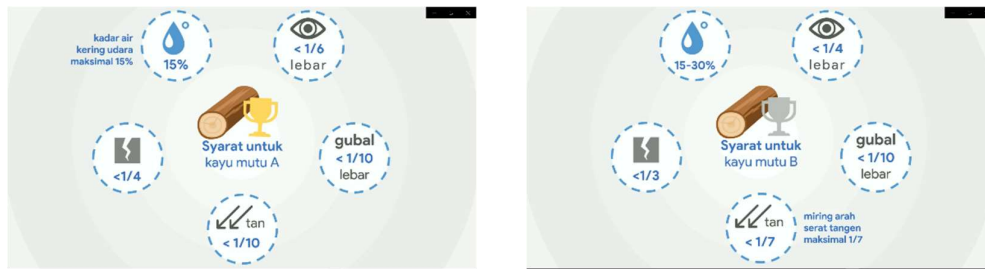 kadar air
kering udara
maksimal 15%
15%
< 1/6
lebar
Syarat untuk
kayu mutu A
gubal
< 1/10
lebar
<1/4
tan
< 1/10
15-30%
< 1/4
lebar
Syarat untuk
kayu mutu B
gubal
< 1/10
lebar
<1/3
tan
< 1/7
miring arah
serat tangen
maksimal 1/7